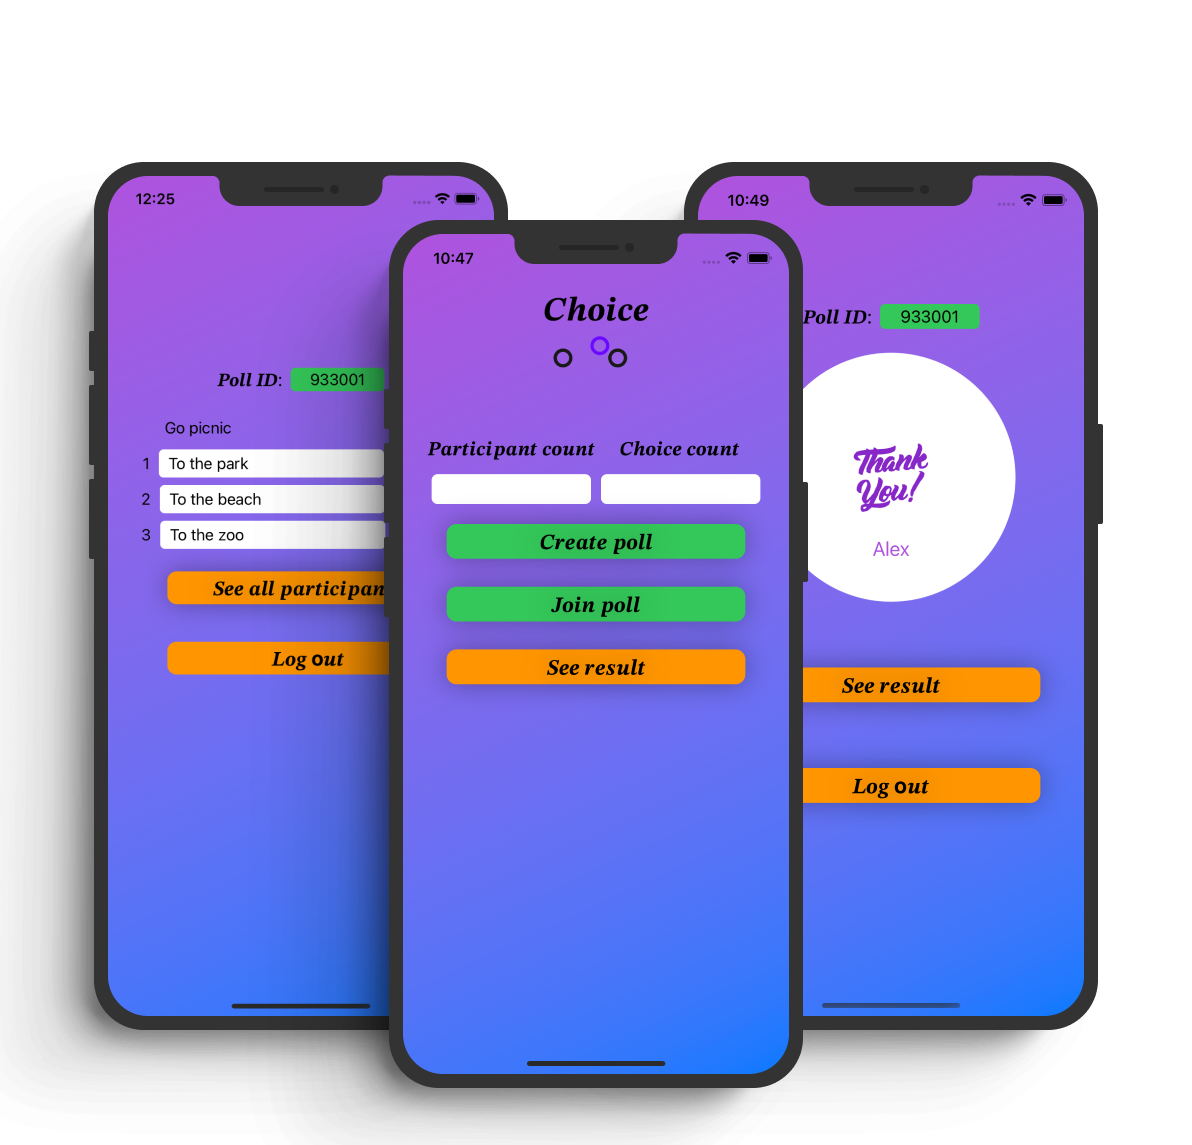 12:25
Poll ID: 933001
Go picnic
1 To the park
2 To the beach
3 To the zoo
See all participan
Log out
10:47
Choice
Participant count Choice count
Create poll
Join poll
See result
10:49
Poll ID: 933001
Thank
You!
Alex
See result
Log out